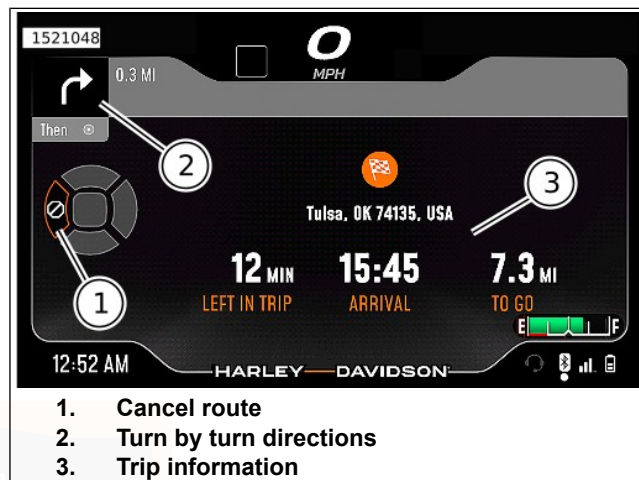 1521048
0
MPH
0.3 MI
Then
2
3
Tulsa, OK 74135, USA
1
12 MIN 15:45 7.3 MI
LEFT IN TRIP ARRIVAL TO GO
E F
12:52 AM HARLEY-DAVIDSON
1. Cancel route
2. Turn by turn directions
3. Trip information